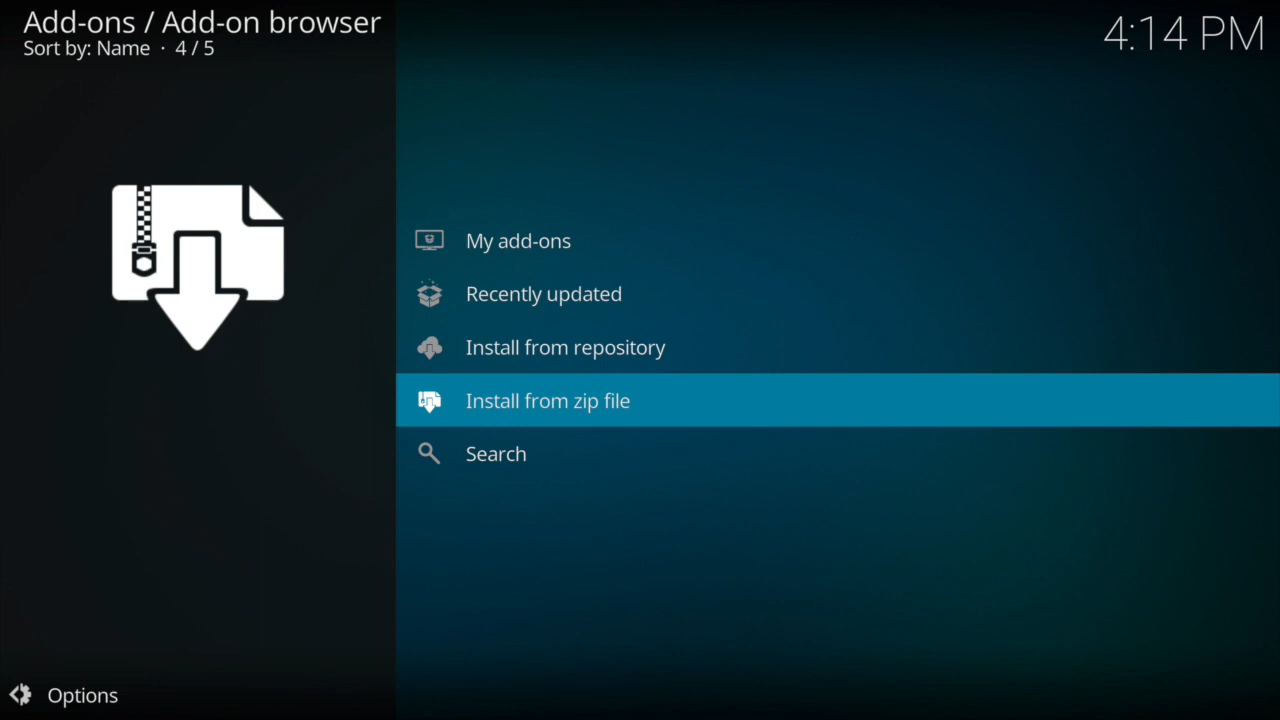 Add-ons / Add-on browser
Sort by: Name · 4 / 5
4:14 PM
My add-ons
Recently updated
Install from repository
Install from zip file
Search
Options